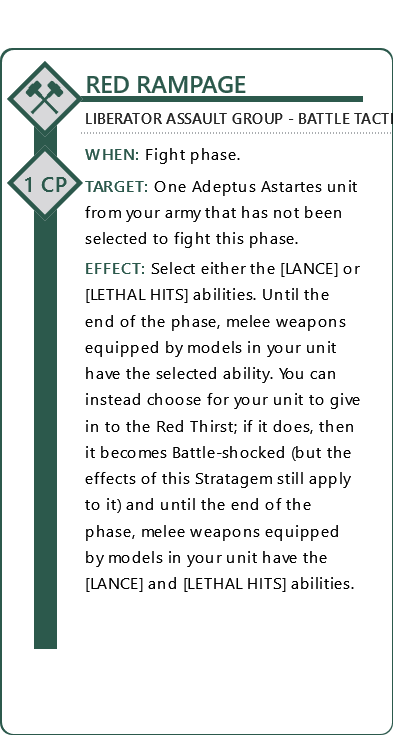 RED RAMPAGE
LIBERATOR ASSAULT GROUP - BATTLE
1 CP
WHEN: Fight phase.
TARGET: One Adeptus Astartes unit
from your army that has not been
selected to fight this phase.
EFFECT: Select either the [LANCE] or
[LETHAL HITS] abilities. Until the
end of the phase, melee weapons
equipped by models in your unit
have the selected ability. You can
instead choose for your unit to give
in to the Red Thirst; if it does, then
it becomes Battle-shocked (but the
effects of this Stratagem still apply
to it) and until the end of the
phase, melee weapons equipped
by models in your unit have the
[LANCE] and [LETHAL HITS] abilities.